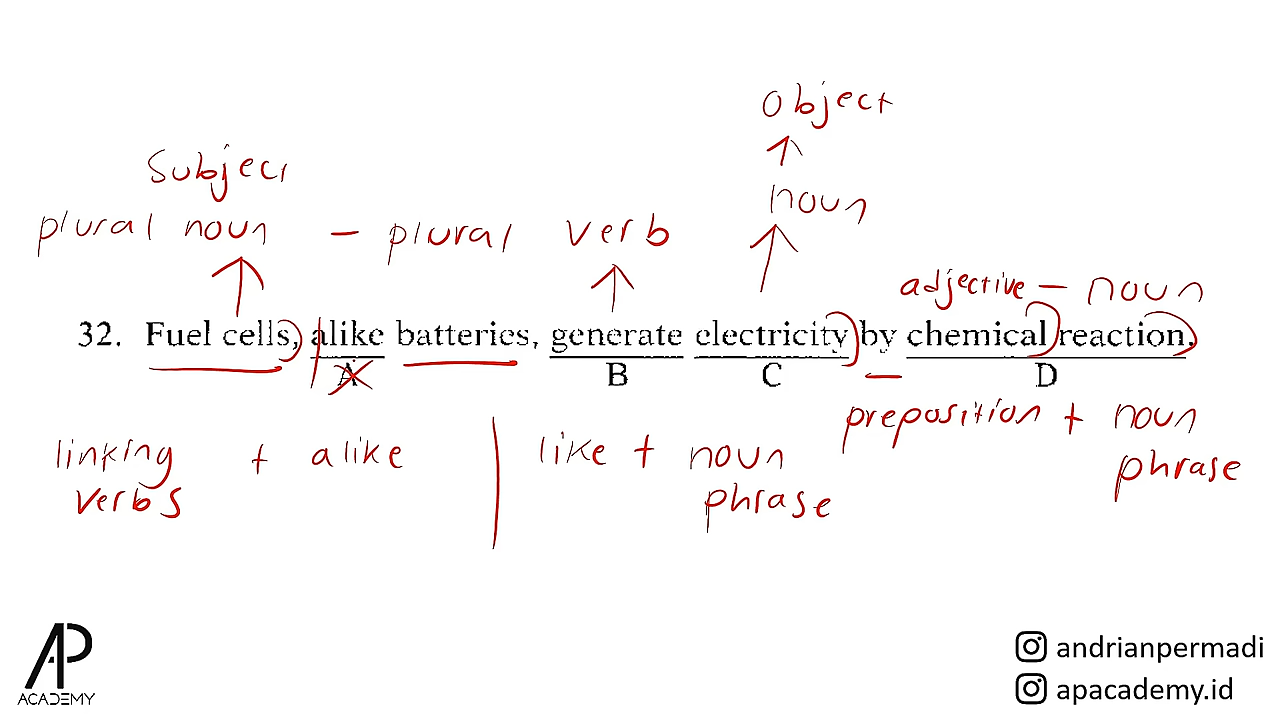 object
Subject
noun
plural noun - plural verb
adjective - noun
32. Fuel cells, alike batteries, generate electricity by chemical reaction.
A B C D
preposition + noun phrase
linking verbs + alike
like + noun phrase
AP
ACADEMY
andrianpermadi
apacademy.id